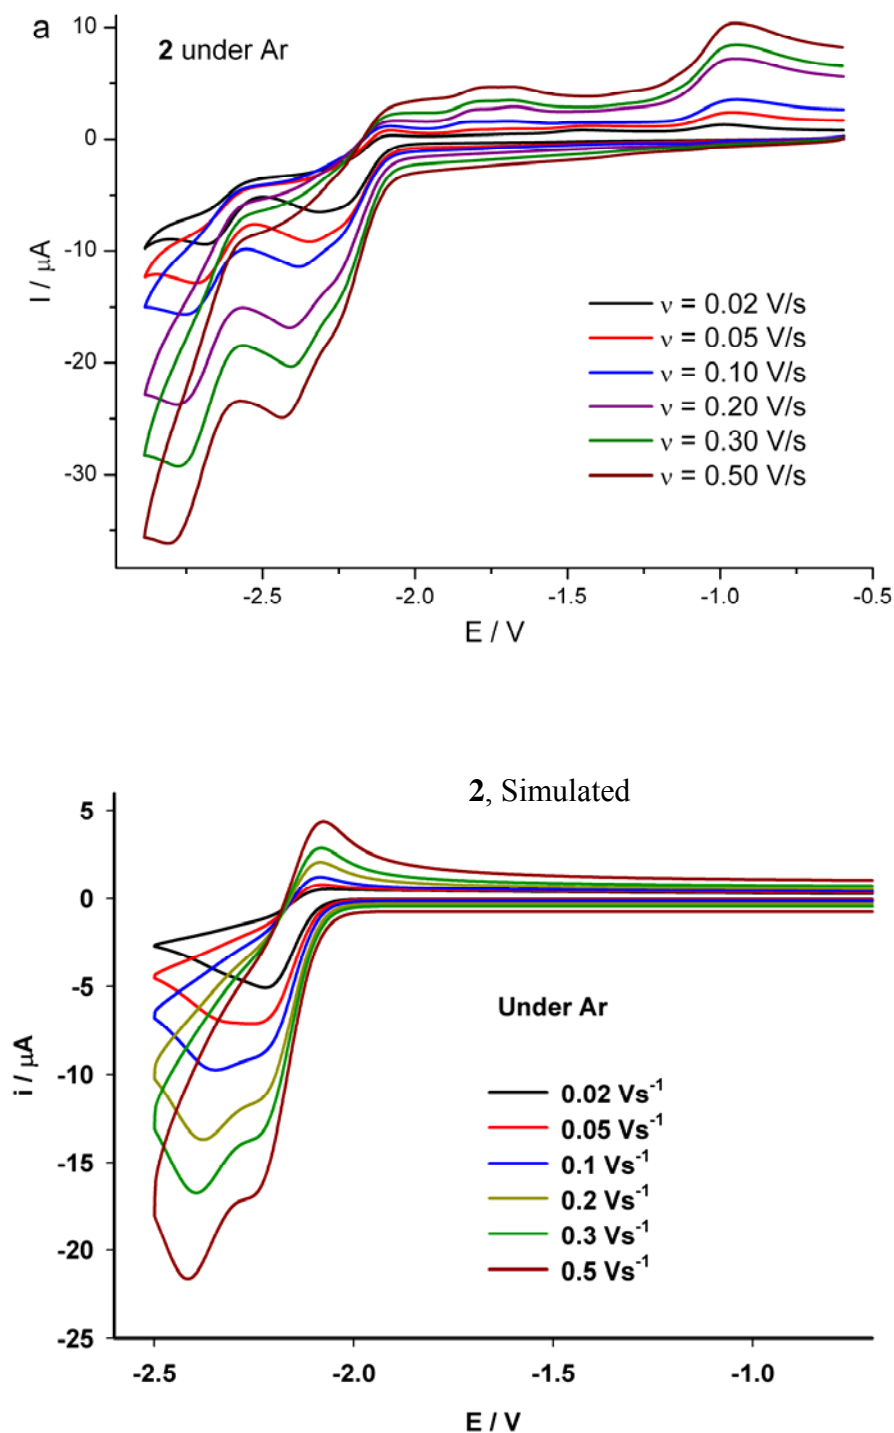 a
2 under Ar
10
0
-10
-20
-30
I / μA
ν = 0.02 V/s
ν = 0.05 V/s
ν = 0.10 V/s
ν = 0.20 V/s
ν = 0.30 V/s
ν = 0.50 V/s
-2.5 -2.0 -1.5 -1.0 -0.5
E / V
2, Simulated
5
0
-5
-10
-15
-20
-25
i / μA
Under Ar
0.02 Vs⁻¹
0.05 Vs⁻¹
0.1 Vs⁻¹
0.2 Vs⁻¹
0.3 Vs⁻¹
0.5 Vs⁻¹
-2.5 -2.0 -1.5 -1.0
E / V